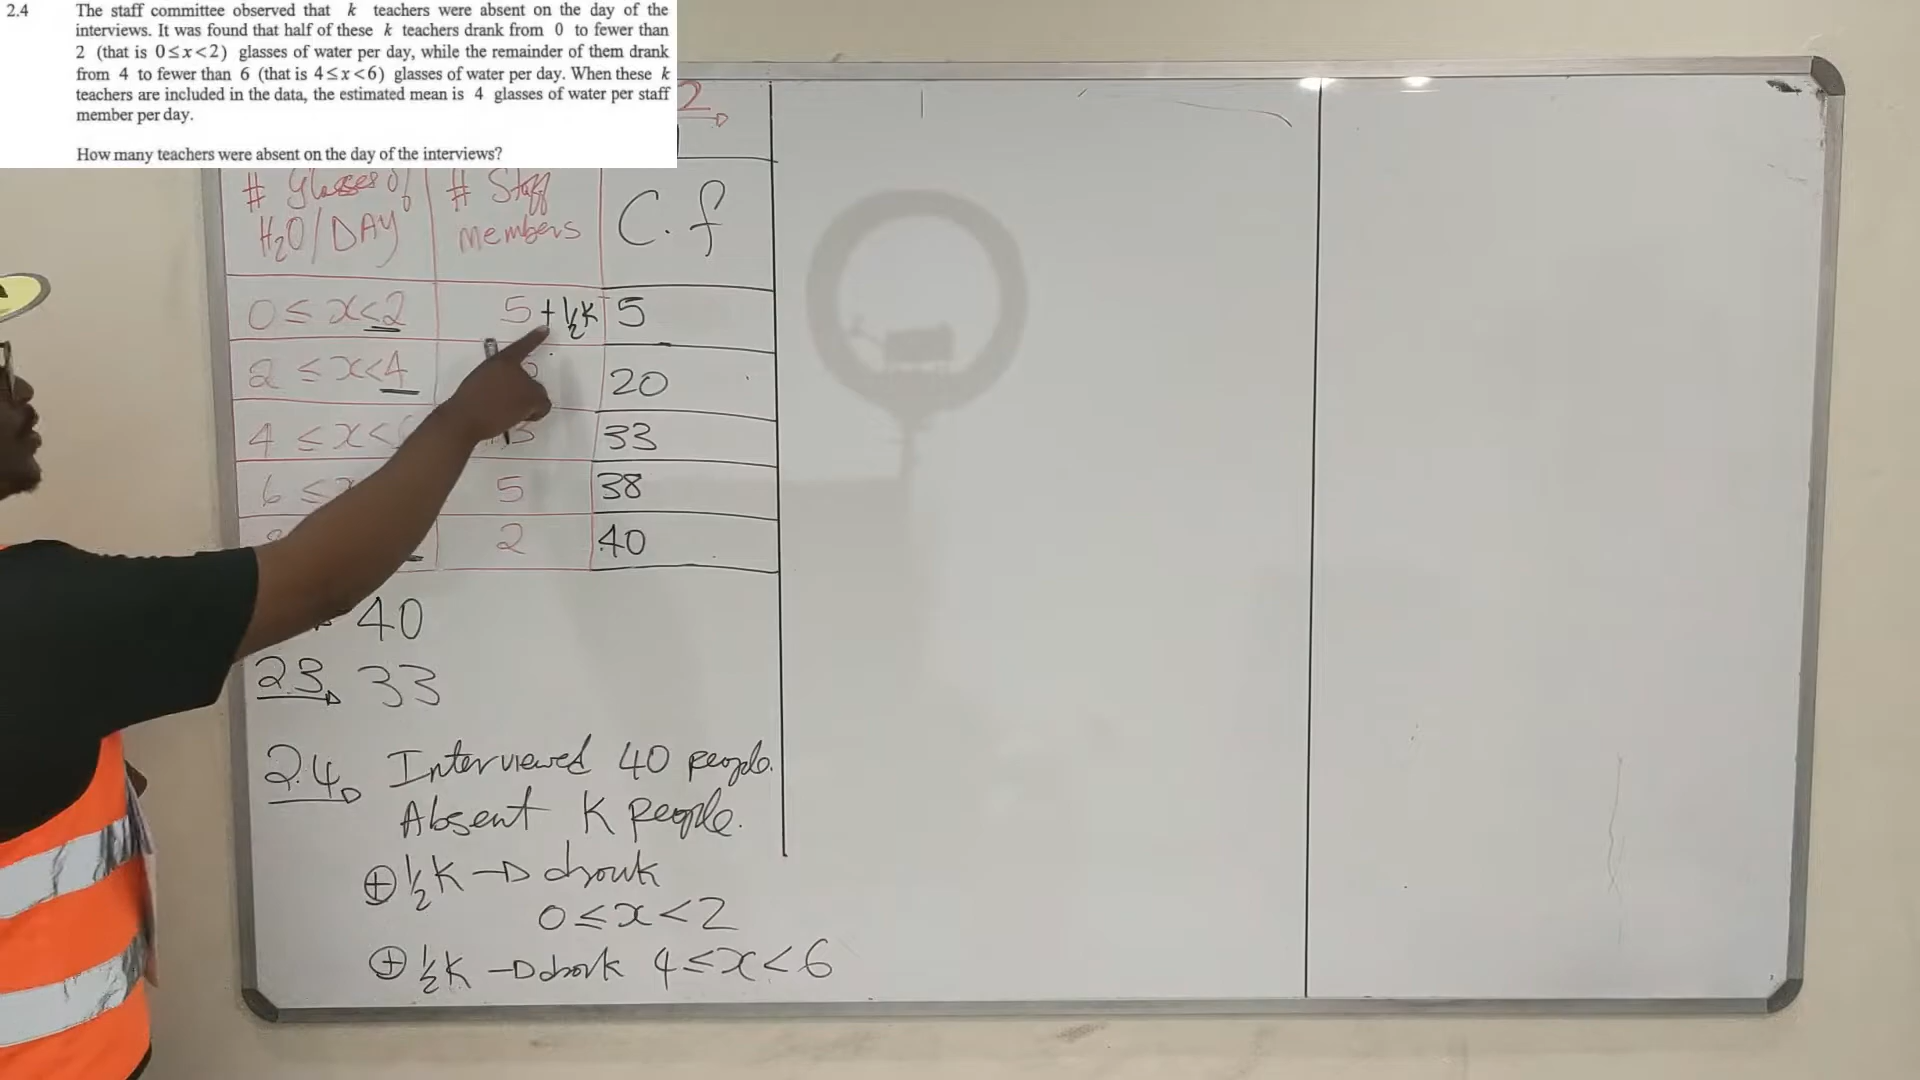 2.4 The staff committee observed that k teachers were absent on the day of the
interviews. It was found that half of these k teachers drank from 0 to fewer than
2 (that is 0≤x<2) glasses of water per day, while the remainder of them drank
from 4 to fewer than 6 (that is 4≤x<6) glasses of water per day. When these k
teachers are included in the data, the estimated mean is 4 glasses of water per staff
member per day.
How many teachers were absent on the day of the interviews?
2
# Glasses of H₂O/DAY # Staff members C.f
0 ≤ x<2 5 + ½k 5
2 ≤ x<4 20
4 ≤ x< 3 33
6 ≤ 5 38
2 40
40
2.3 33
2.4 Interviewed 40 people.
Absent K people.
⊕ ½K → drank
0 ≤ x < 2
⊕ ½K → drank 4 ≤ x < 6